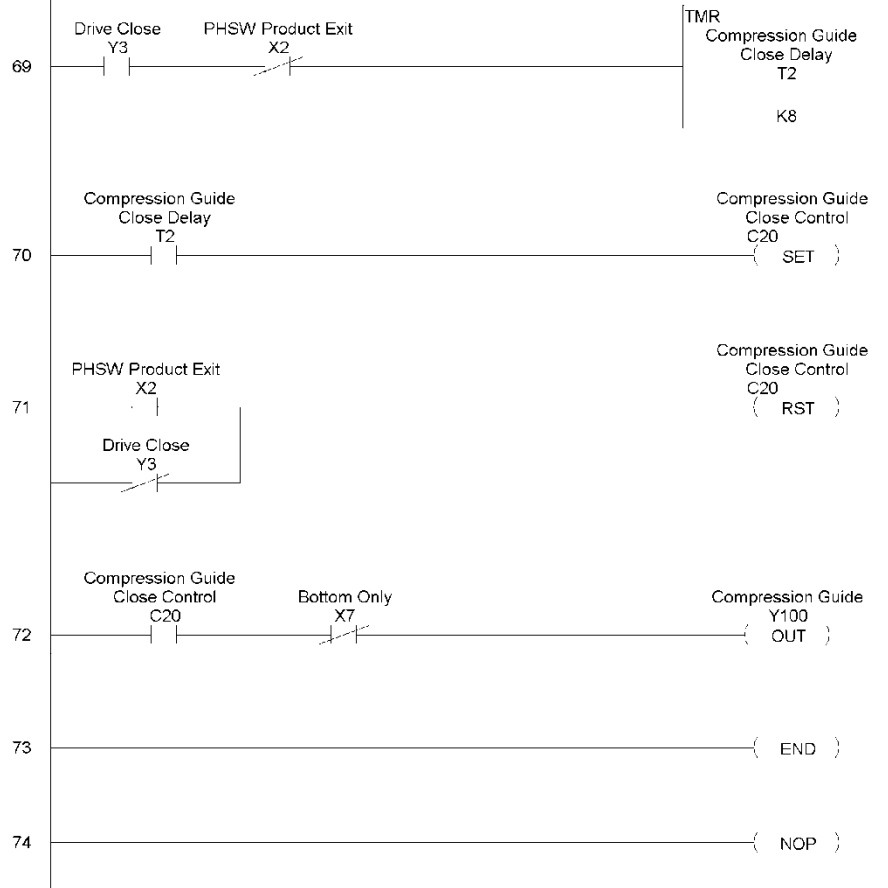 TMR
Drive Close
Y3
PHSW Product Exit
X2
Compression Guide
Close Delay
T2
69
K8
Compression Guide
Close Delay
T2
Compression Guide
Close Control
C20
70
SET
PHSW Product Exit
X2
Compression Guide
Close Control
C20
71
RST
Drive Close
Y3
Compression Guide
Close Control
C20
Bottom Only
X7
Compression Guide
Y100
72
OUT
73
END
74
NOP